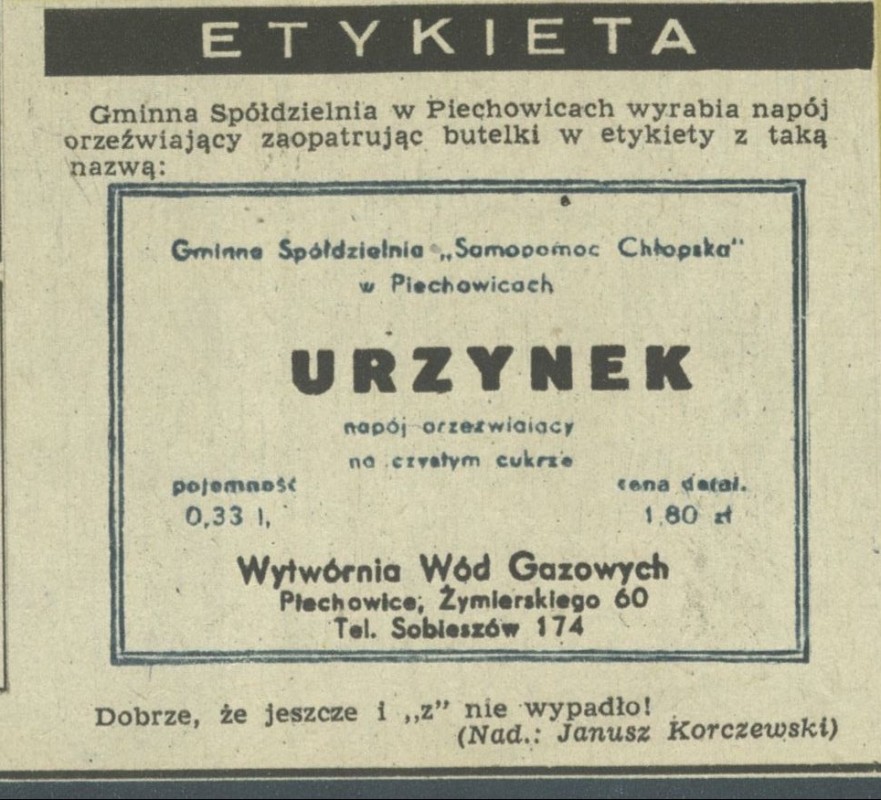 ETYKIETA
Gminna Spółdzielnia w Piechowicach wyrabia napój
orzeźwiający zaopatrując butelki w etykiety z taką
nazwą:
Gminna Spółdzielnia „Samopomoc Chłopska"
w Piechowicach
URZYNEK
napój orzezwiaiacy
na czystym cukrze
pojemność
cena detal.
0,33 l,
1,80 zł
Wytwórnia Wód Gazowych
Piechowice, Żymierskiego 60
Tel. Sobieszów 174
Dobrze, że jeszcze i „z” nie wypadło!
(Nad.: Janusz Korczewski)